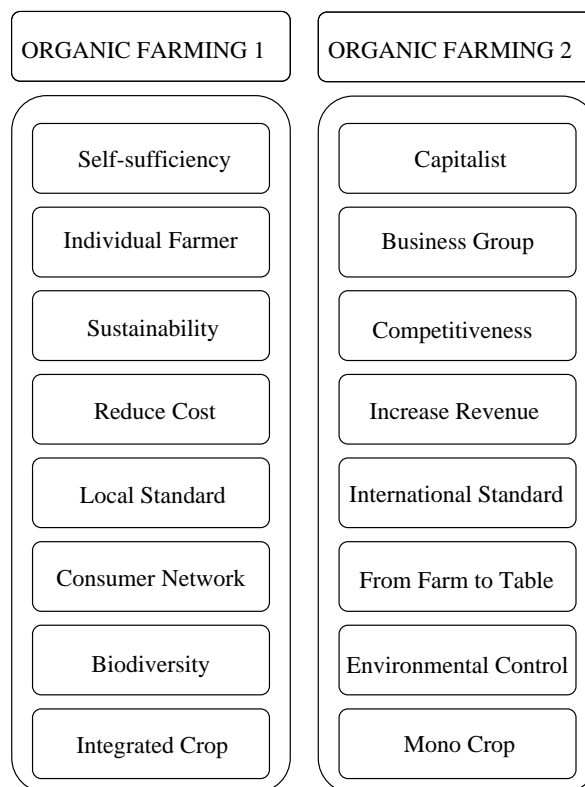 ORGANIC FARMING 1
Self-sufficiency
Individual Farmer
Sustainability
Reduce Cost
Local Standard
Consumer Network
Biodiversity
Integrated Crop
ORGANIC FARMING 2
Capitalist
Business Group
Competitiveness
Increase Revenue
International Standard
From Farm to Table
Environmental Control
Mono Crop